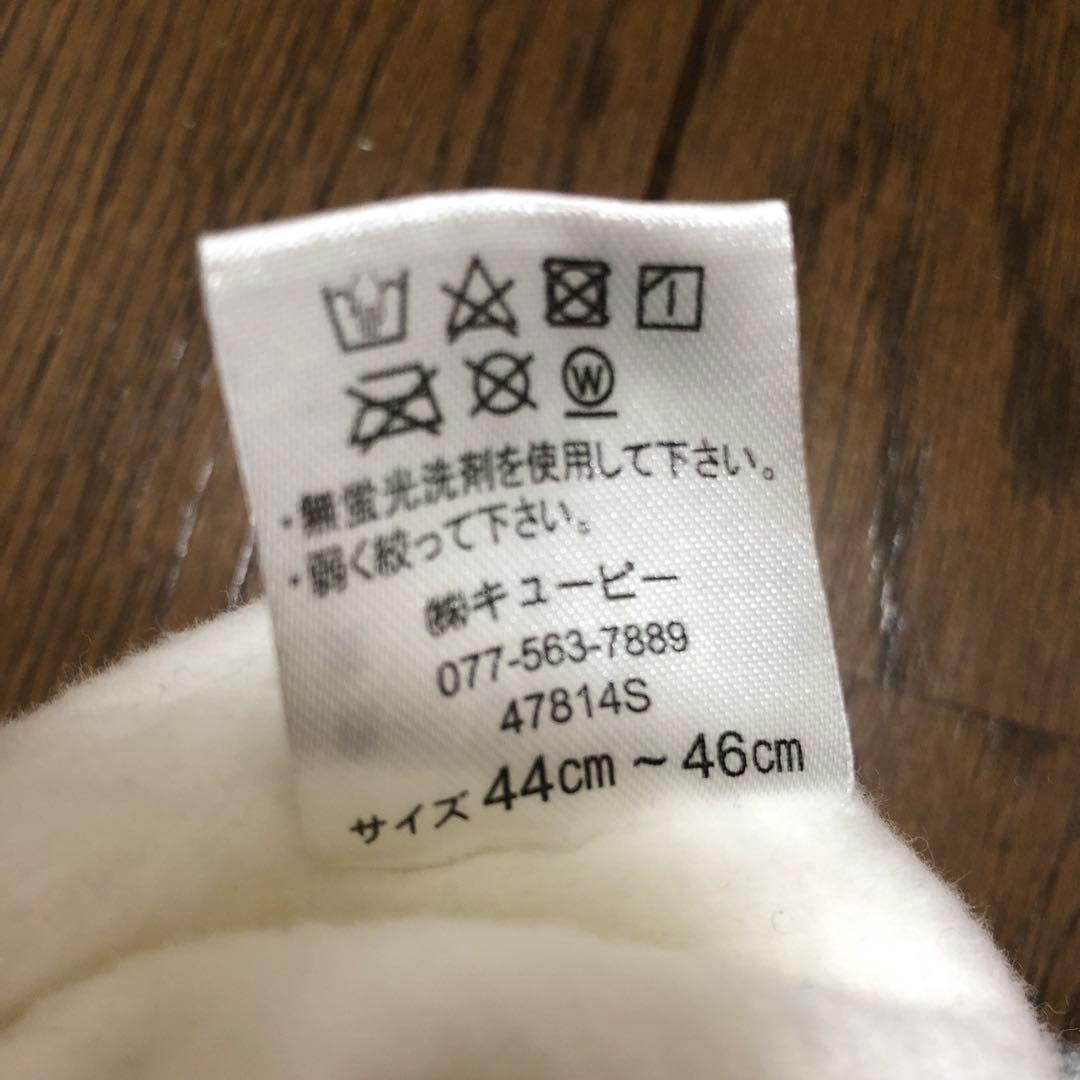 W
・無蛍光洗剤を使用して下さい。
・弱く絞って下さい。
㈱キューピー
077-563-7889
47814S
サイズ 44cm ~ 46cm